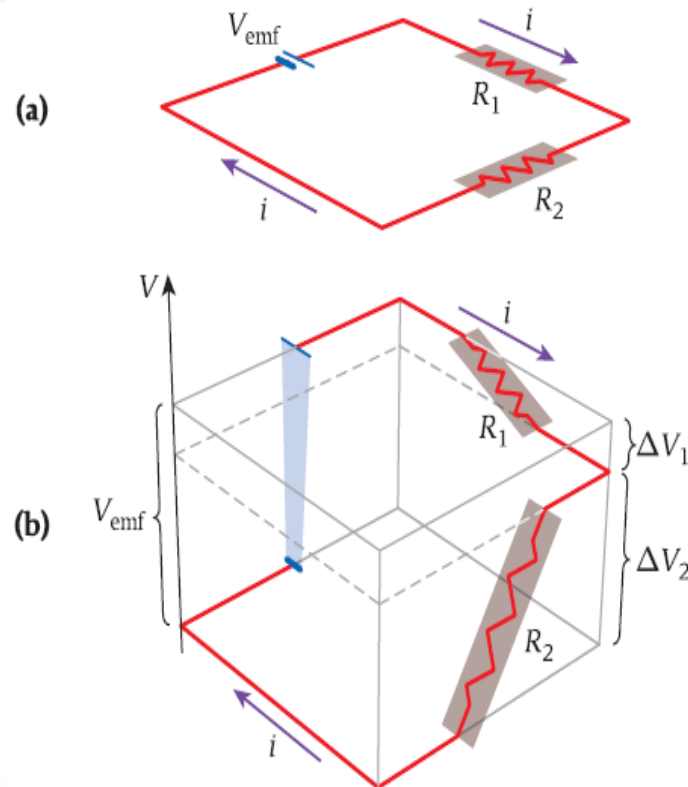 V_emf
i
R_1
(a)
i
R_2
V
i
R_1
ΔV_1
V_emf
(b)
ΔV_2
R_2
i